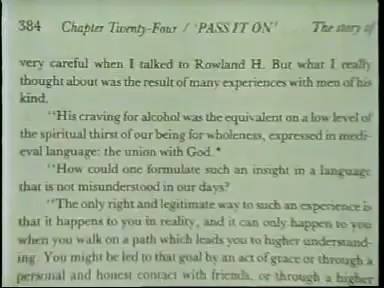 384 Chapter Twenty-Four / 'PASS IT ON' The story of
very careful when I talked to Rowland H. But what I really
thought about was the result of many experiences with men of his
kind.
"His craving for alcohol was the equivalent on a low level of
the spiritual thirst of our being for wholeness, expressed in medi-
eval language: the union with God.*
"How could one formulate such an insight in a language
that is not misunderstood in our days?
"The only right and legitimate way to such an experience is
that it happens to you in reality, and it can only happen to you
when you walk on a path which leads you to higher understand-
ing. You might be led to that goal by an act of grace or through a
personal and honest contact with friends, or through a higher